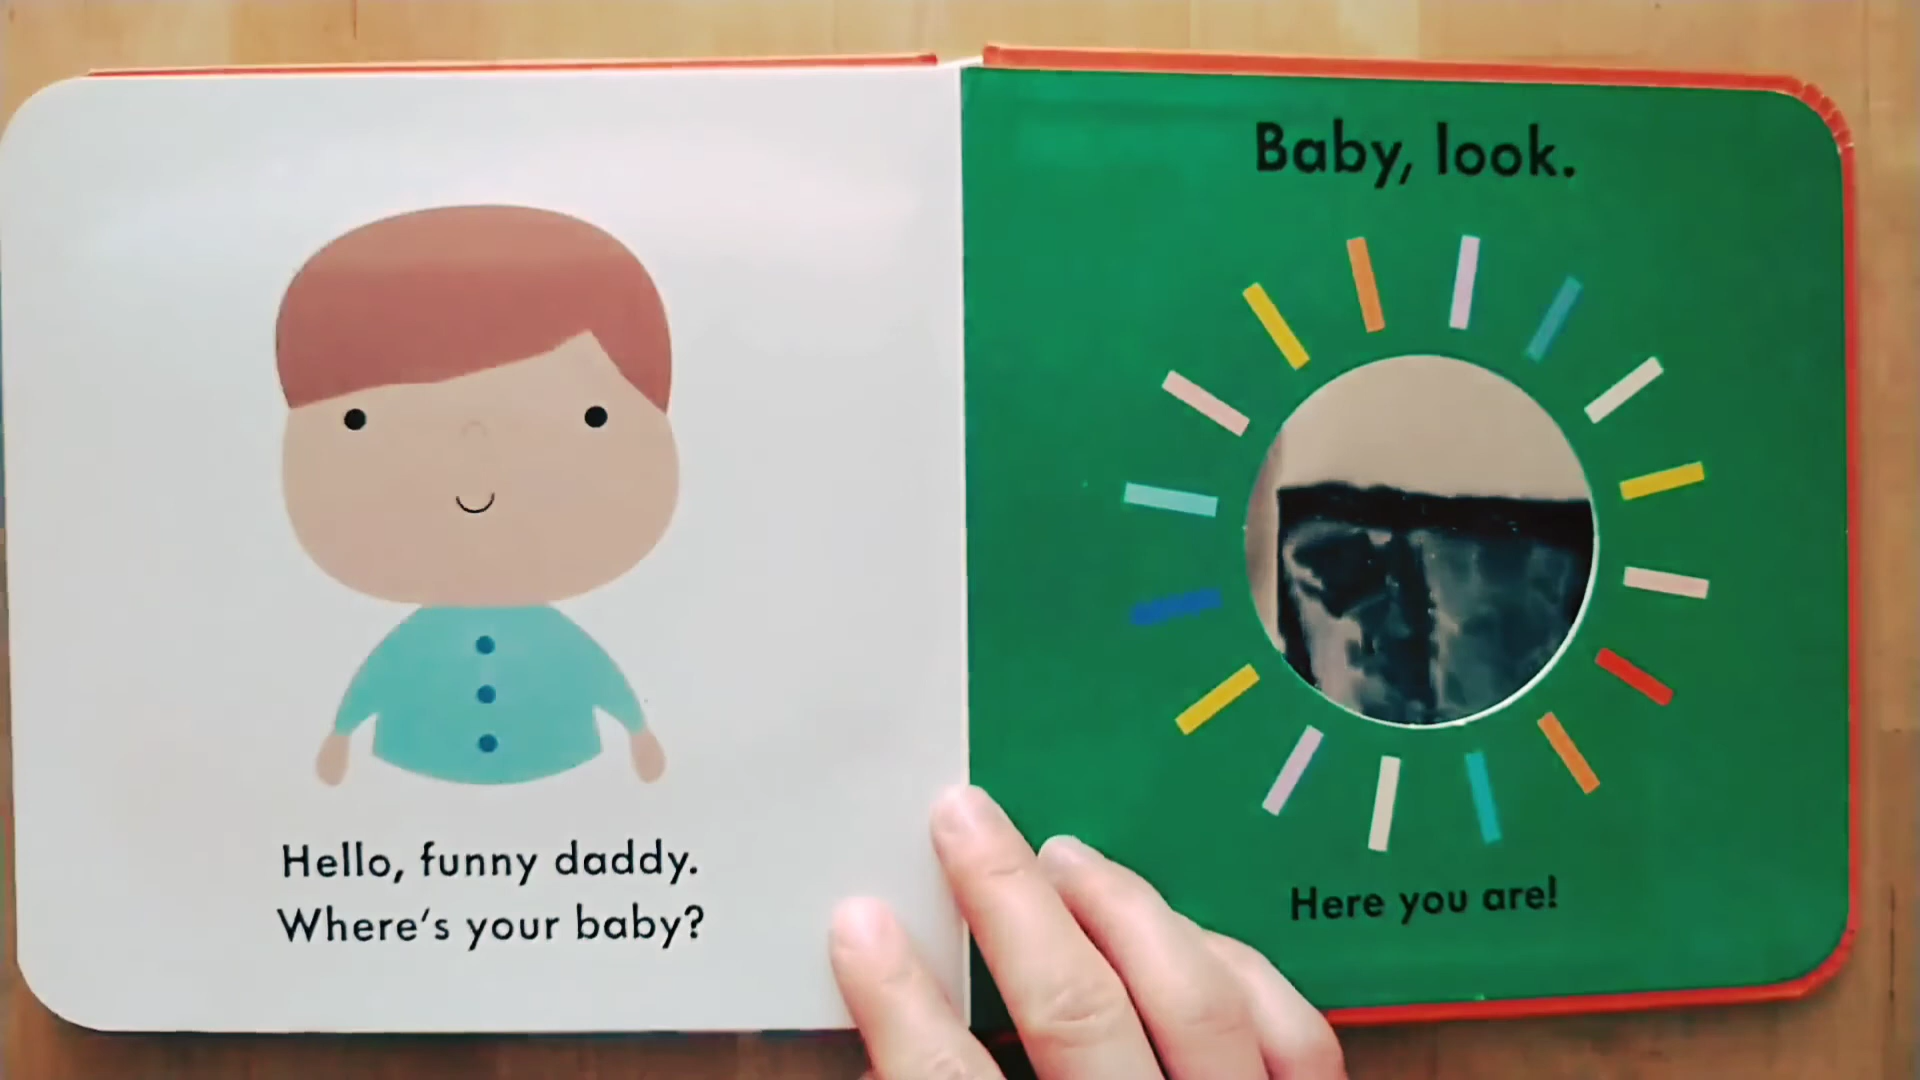 Hello, funny daddy.
Where's your baby?
Baby, look.
Here you are!